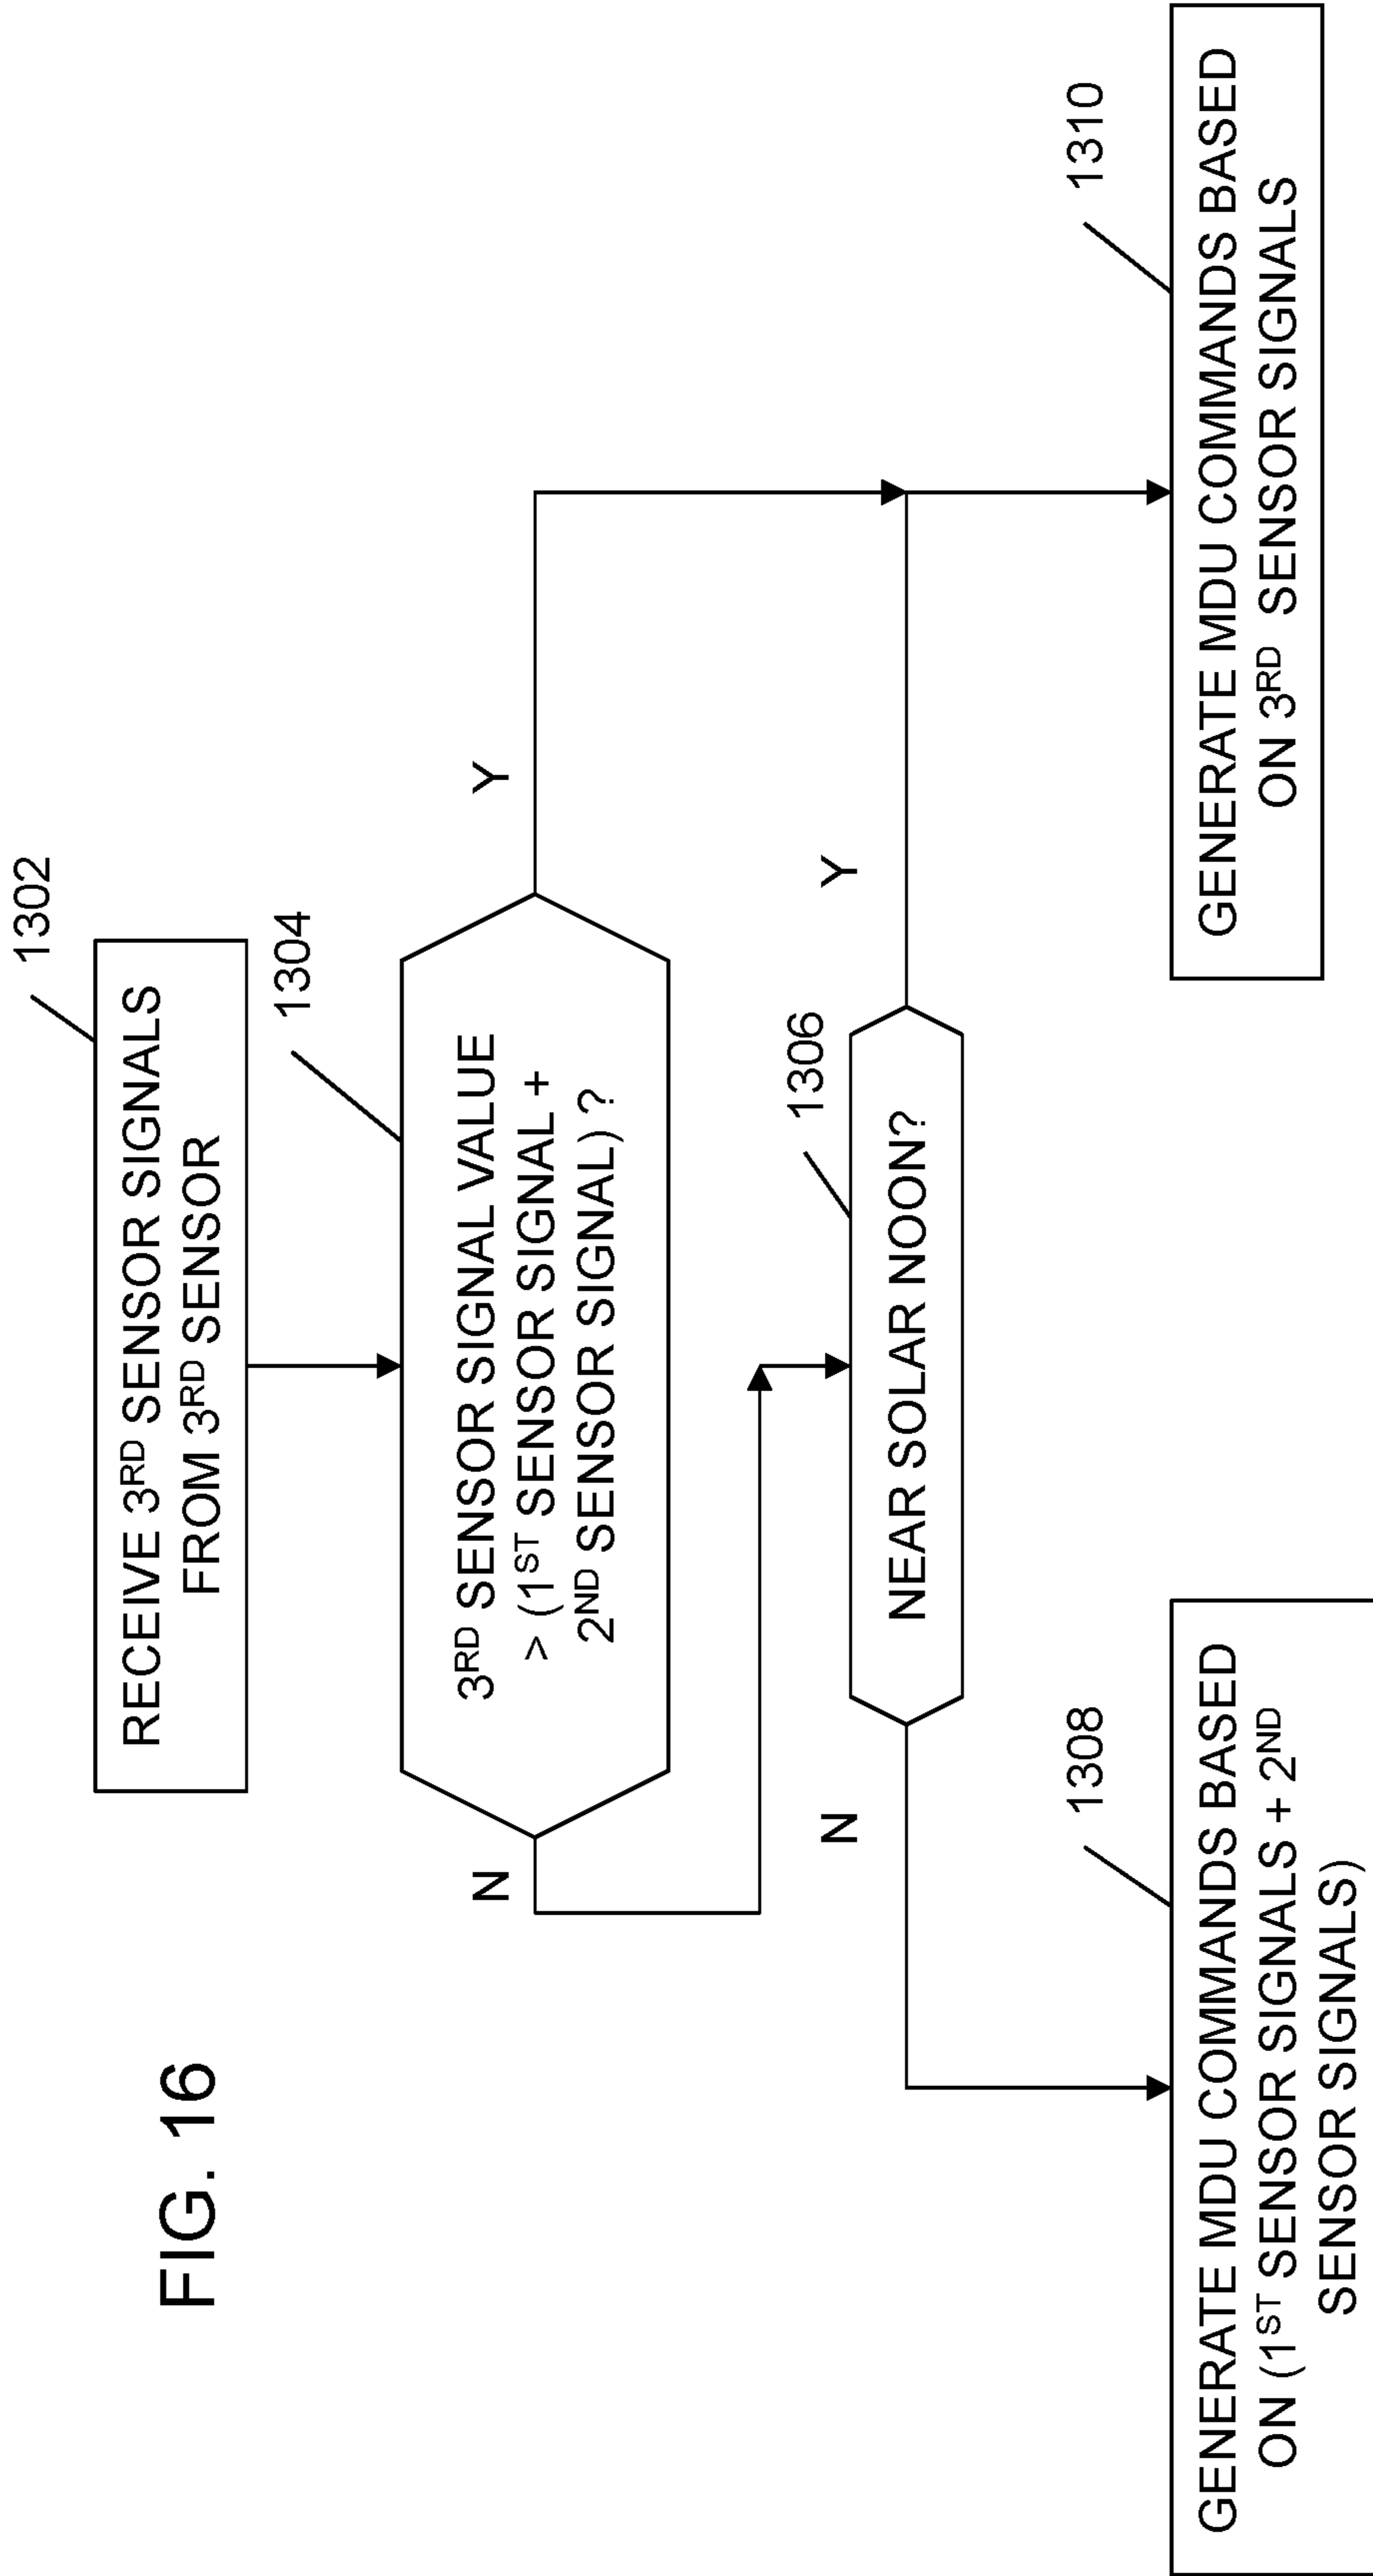 FIG. 16
1302
RECEIVE 3RD SENSOR SIGNALS
FROM 3RD SENSOR
1304
3RD SENSOR SIGNAL VALUE
> (1ST SENSOR SIGNAL +
2ND SENSOR SIGNAL) ?
N
Y
1306
NEAR SOLAR NOON?
N
Y
1308
GENERATE MDU COMMANDS BASED
ON (1ST SENSOR SIGNALS + 2ND
SENSOR SIGNALS)
1310
GENERATE MDU COMMANDS BASED
ON 3RD SENSOR SIGNALS